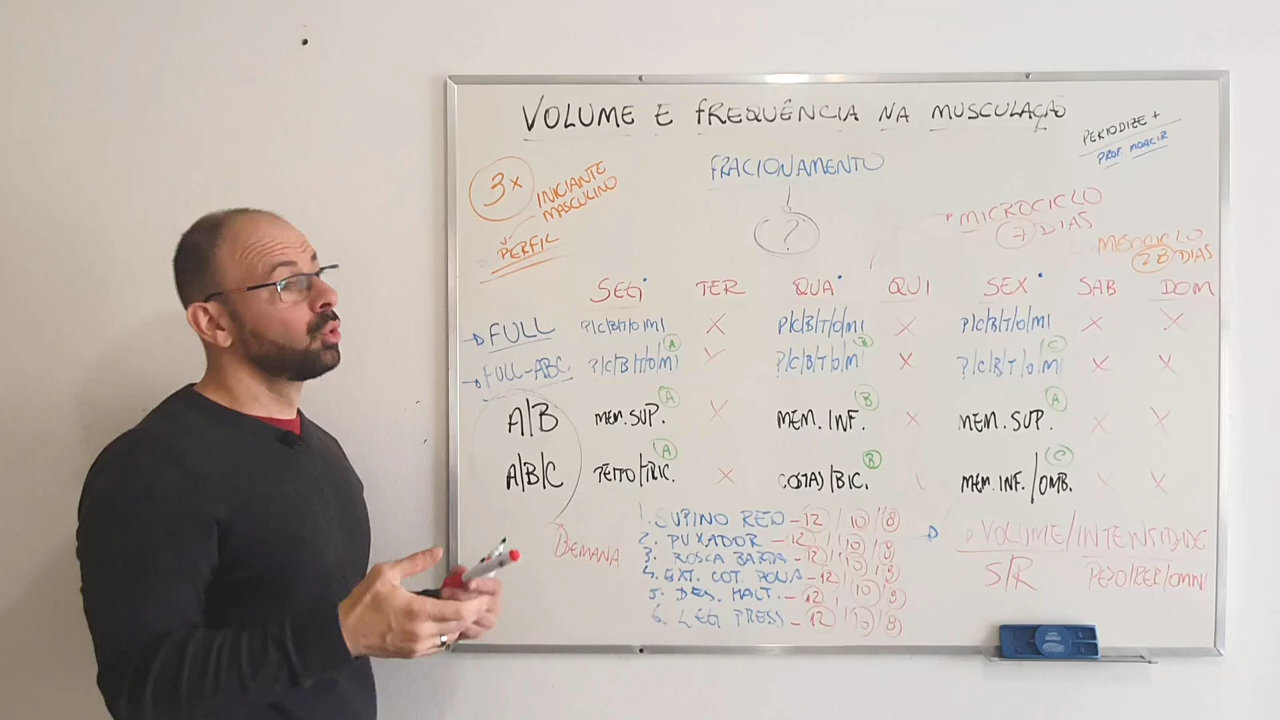 VOLUME E FREQUÊNCIA NA MUSCULAÇÃO
PERIODIZE +
PROF. MOACIR
FRACIONAMENTO
?
3x
INICIANTE
MASCULINO
PERFIL
MICROCICLO
7 DIAS
MESOCICLO
28 DIAS
SEG TER QUA QUI SEX SAB DOM
FULL P/C/B/T/O/M/ X P/C/B/T/O/M/ X P/C/B/T/O/M/ X X
FULL-ABC. P/C/B/T/O/M/ A X P/C/B/T/O/M B X P/C/B/T/O/M/ C X X
A/B MEM. SUP. A X MEM. INF. B X MEM. SUP. A X X
A/B/C PEITO/TRIC. A X COSTAS/BIC. B MEM. INF./OMB. C X X
1. SUPINO RETO - 12 / 10 / 8
2. PUXADOR - 12 / 10 / 8
3. ROSCA BARRA - 12 / 10 / 8
4. EXT. COT. POLIA - 12 / 10 / 8
5. DES. HALT. - 12 / 10 / 8
6. LEG PRESS - 12 / 10 / 8
VOLUME/INTENSIDADE
S/R PESO/PER/OMNI